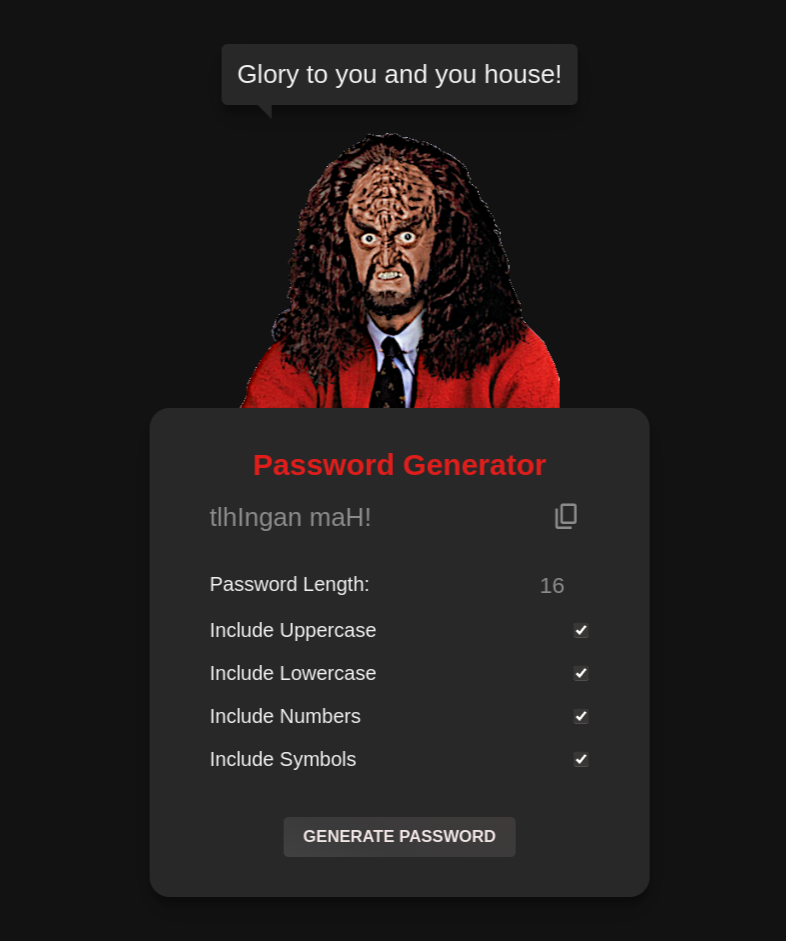 Glory to you and you house!
Password Generator
tlhIngan maH!
Password Length: 16
Include Uppercase
Include Lowercase
Include Numbers
Include Symbols
GENERATE PASSWORD